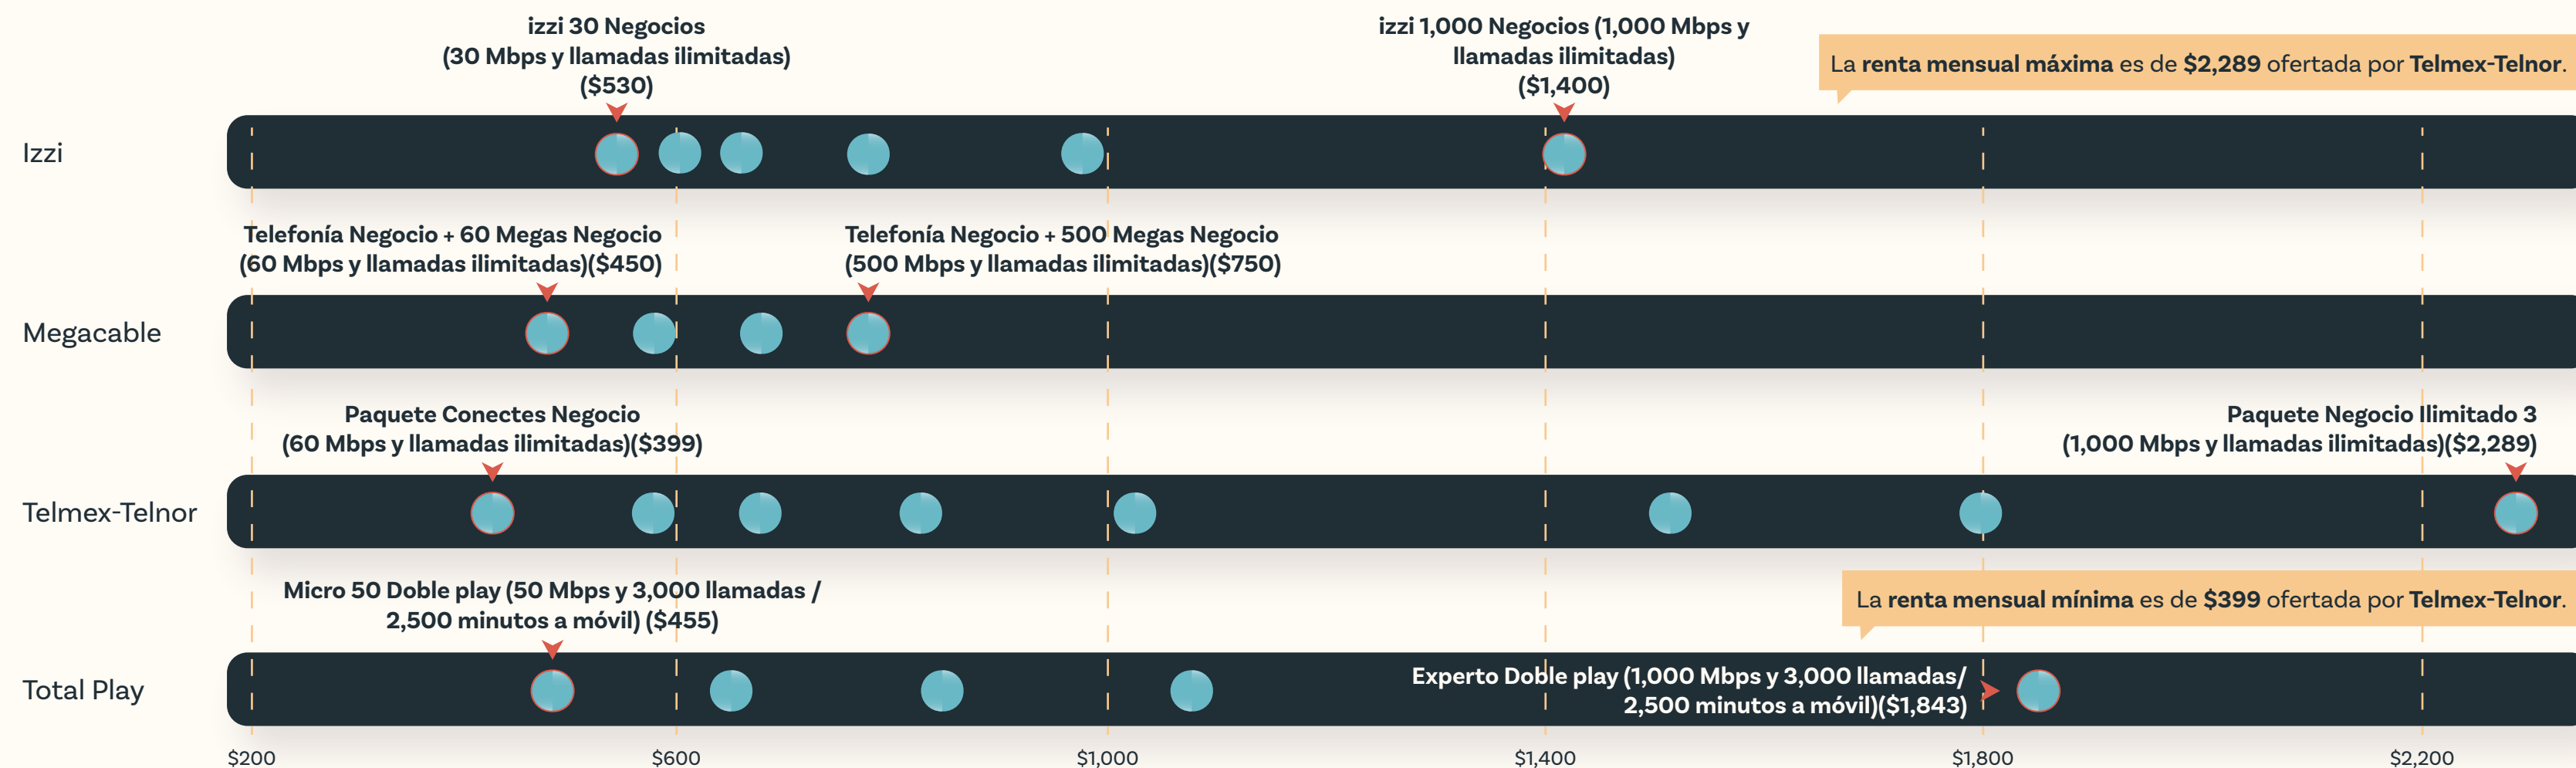 izzi 30 Negocios
(30 Mbps y llamadas ilimitadas)
($530)
izzi 1,000 Negocios (1,000 Mbps y
llamadas ilimitadas)
($1,400)
La renta mensual máxima es de $2,289 ofertada por Telmex-Telnor.
Izzi
Telefonía Negocio + 60 Megas Negocio
(60 Mbps y llamadas ilimitadas)($450)
Telefonía Negocio + 500 Megas Negocio
(500 Mbps y llamadas ilimitadas)($750)
Megacable
Paquete Conectes Negocio
(60 Mbps y llamadas ilimitadas)($399)
Paquete Negocio Ilimitado 3
(1,000 Mbps y llamadas ilimitadas)($2,289)
Telmex-Telnor
Micro 50 Doble play (50 Mbps y 3,000 llamadas /
2,500 minutos a móvil) ($455)
La renta mensual mínima es de $399 ofertada por Telmex-Telnor.
Total Play
Experto Doble play (1,000 Mbps y 3,000 llamadas/
2,500 minutos a móvil)($1,843)
$200 $600 $1,000 $1,400 $1,800 $2,200